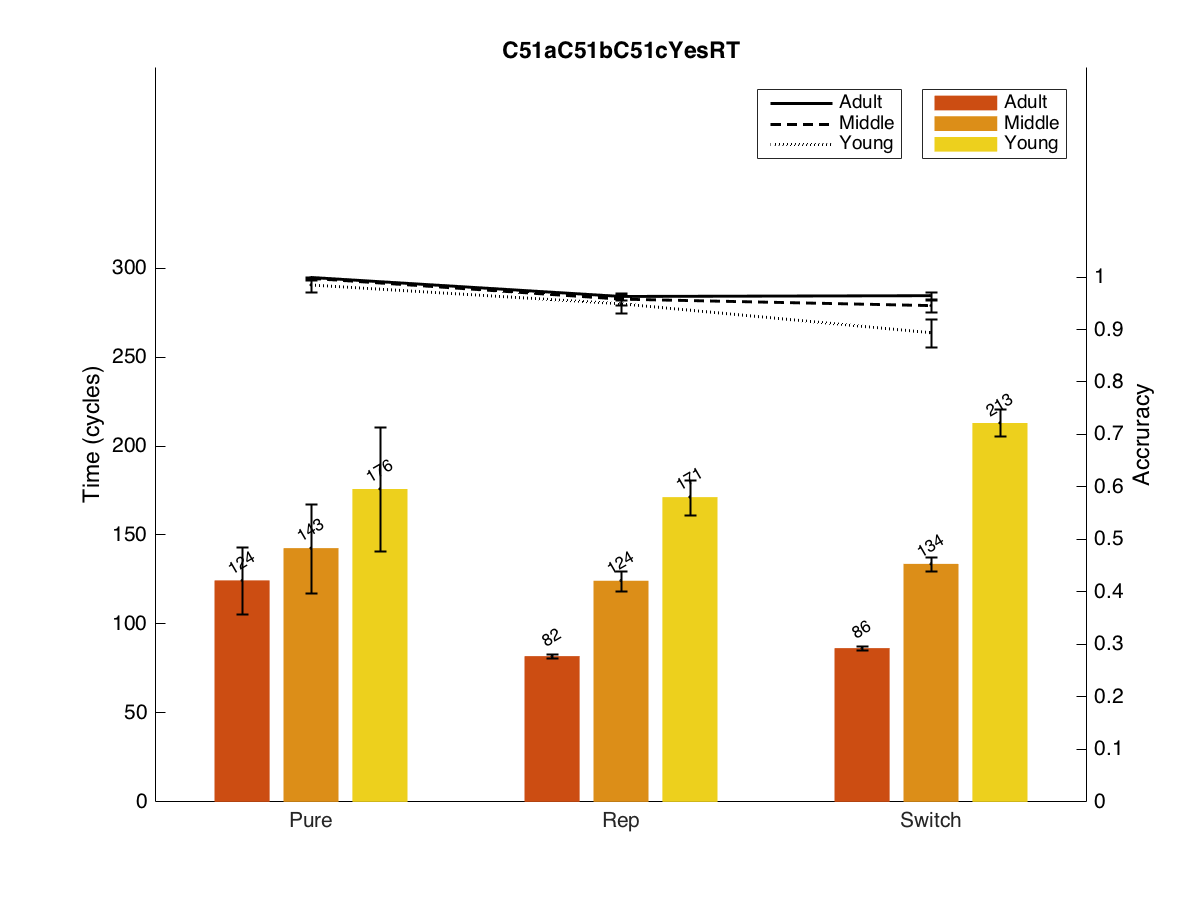 C51aC51bC51cYesRT
Adult
Middle
Young
Adult
Middle
Young
Time (cycles)
300
250
200
150
100
50
0
Accruracy
1
0.9
0.8
0.7
0.6
0.5
0.4
0.3
0.2
0.1
0
124
143
176
82
124
171
86
134
213
Pure
Rep
Switch